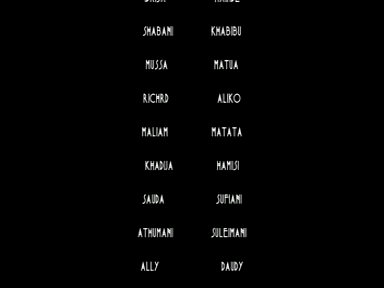 SHABANI KHABIBU
MUSSA MATUA
RICHRD ALIKO
MALIAM MATATA
KHADIJA HAMISI
SAUDA SUFIANI
ATHUMANI SULEIMANI
ALLY DAUDY